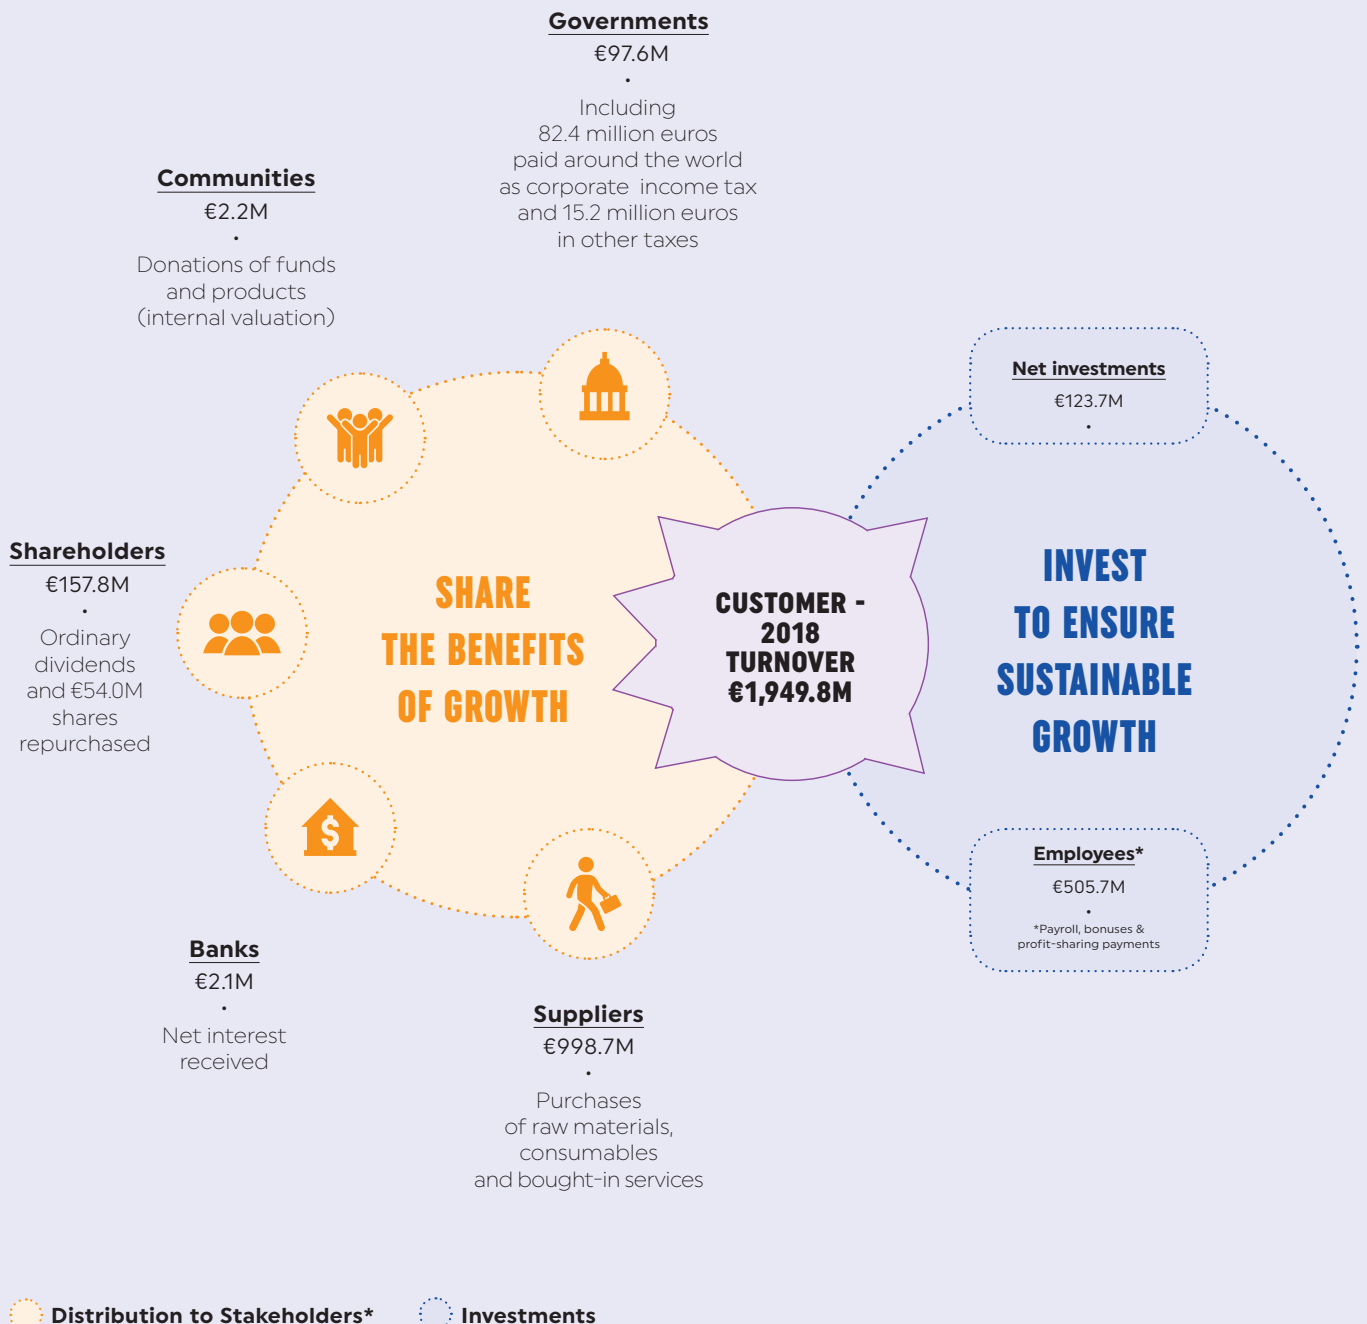 Governments
€97.6M
•
Including
82.4 million euros
paid around the world
as corporate income tax
and 15.2 million euros
in other taxes
Communities
€2.2M
•
Donations of funds
and products
(internal valuation)
Net investments
€123.7M
•
Shareholders
€157.8M
•
Ordinary
dividends
and €54.0M
shares
repurchased
SHARE
THE BENEFITS
OF GROWTH
CUSTOMER -
2018
TURNOVER
€1,949.8M
INVEST
TO ENSURE
SUSTAINABLE
GROWTH
$
Employees*
€505.7M
•
*Payroll, bonuses &
profit-sharing payments
Banks
€2.1M
•
Net interest
received
Suppliers
€998.7M
•
Purchases
of raw materials,
consumables
and bought-in services
Distribution to Stakeholders*
Investments